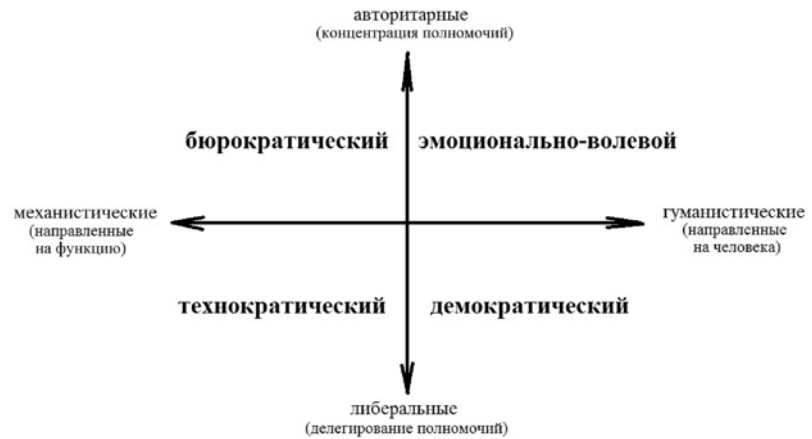 авторитарные
(концентрация полномочий)
бюрократический
эмоционально-волевой
механистические
(направленные
на функцию)
гуманистические
(направленные
на человека)
технократический
демократический
либеральные
(делегирование полномочий)